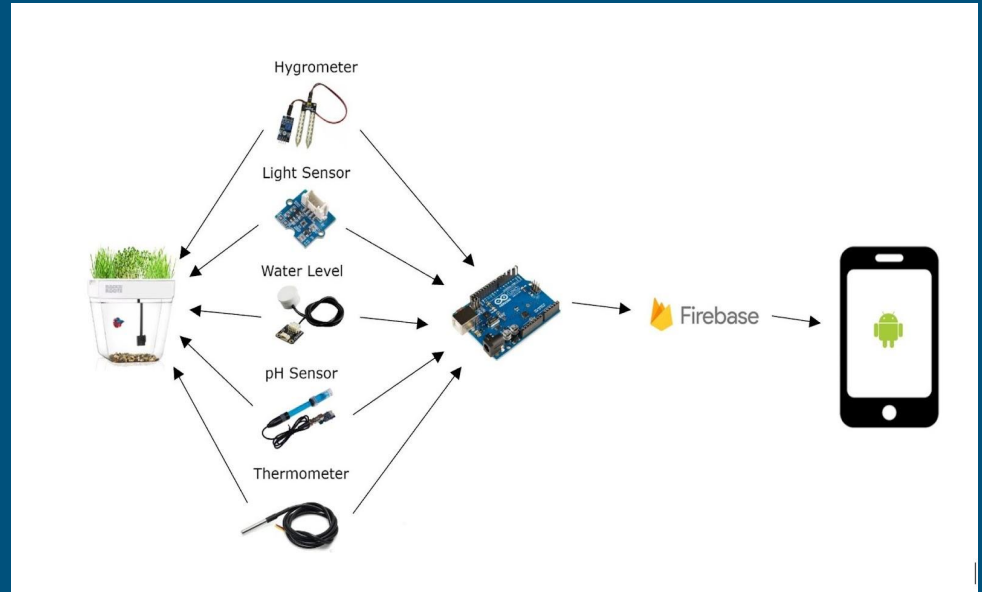 Hygrometer
Light Sensor
Water Level
pH Sensor
Thermometer
Firebase